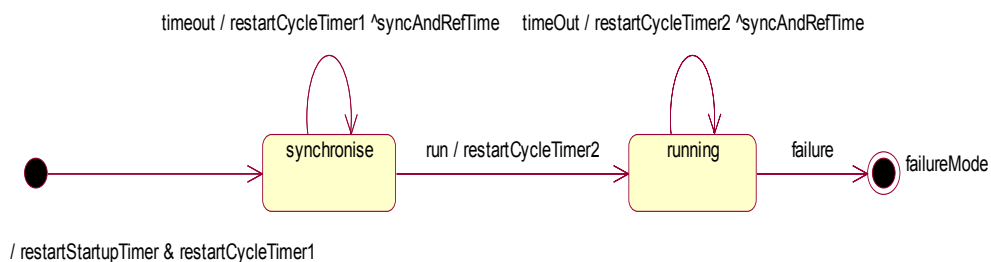 timeout / restartCycleTimer1 ^syncAndRefTime
timeOut / restartCycleTimer2 ^syncAndRefTime
synchronise
run / restartCycleTimer2
running
failure
failureMode
/ restartStartupTimer & restartCycleTimer1